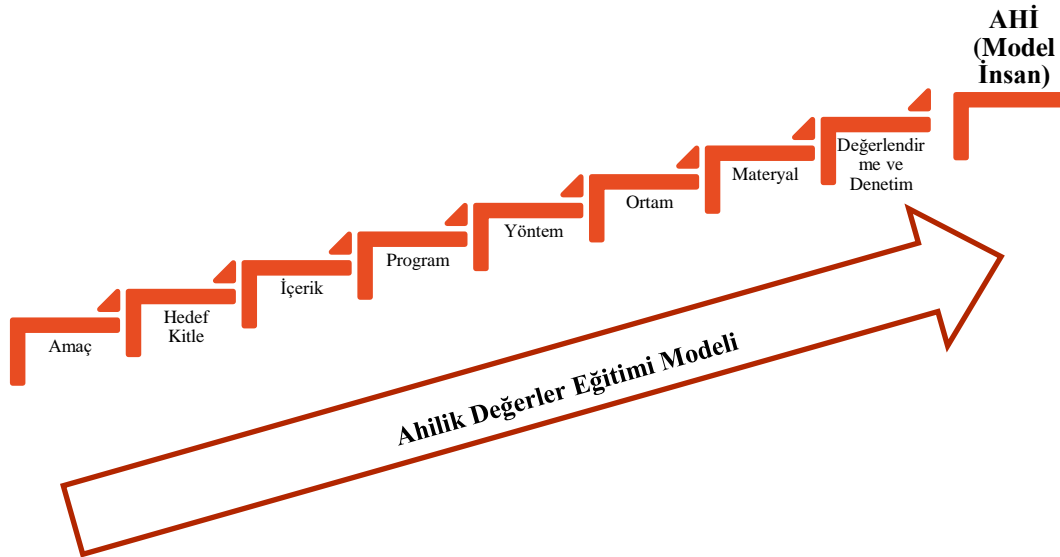 AHİ
(Model
İnsan)
Değerlendir
me ve
Denetim
Materyal
Ortam
Yöntem
Program
İçerik
Hedef
Kitle
Amaç
Ahilik Değerler Eğitimi Modeli